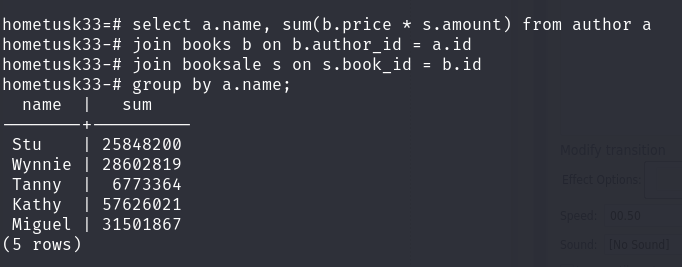 hometusk33=# select a.name, sum(b.price * s.amount) from author a
hometusk33-# join books b on b.author_id = a.id
hometusk33-# join booksale s on s.book_id = b.id
hometusk33-# group by a.name;
  name  |   sum
--------+----------
 Stu    | 25848200
 Wynnie | 28602819
 Tanny  |  6773364
 Kathy  | 57626021
 Miguel | 31501867
(5 rows)
Modify transition
Effect Options:
Speed: 00.50
Sound: [No Sound]